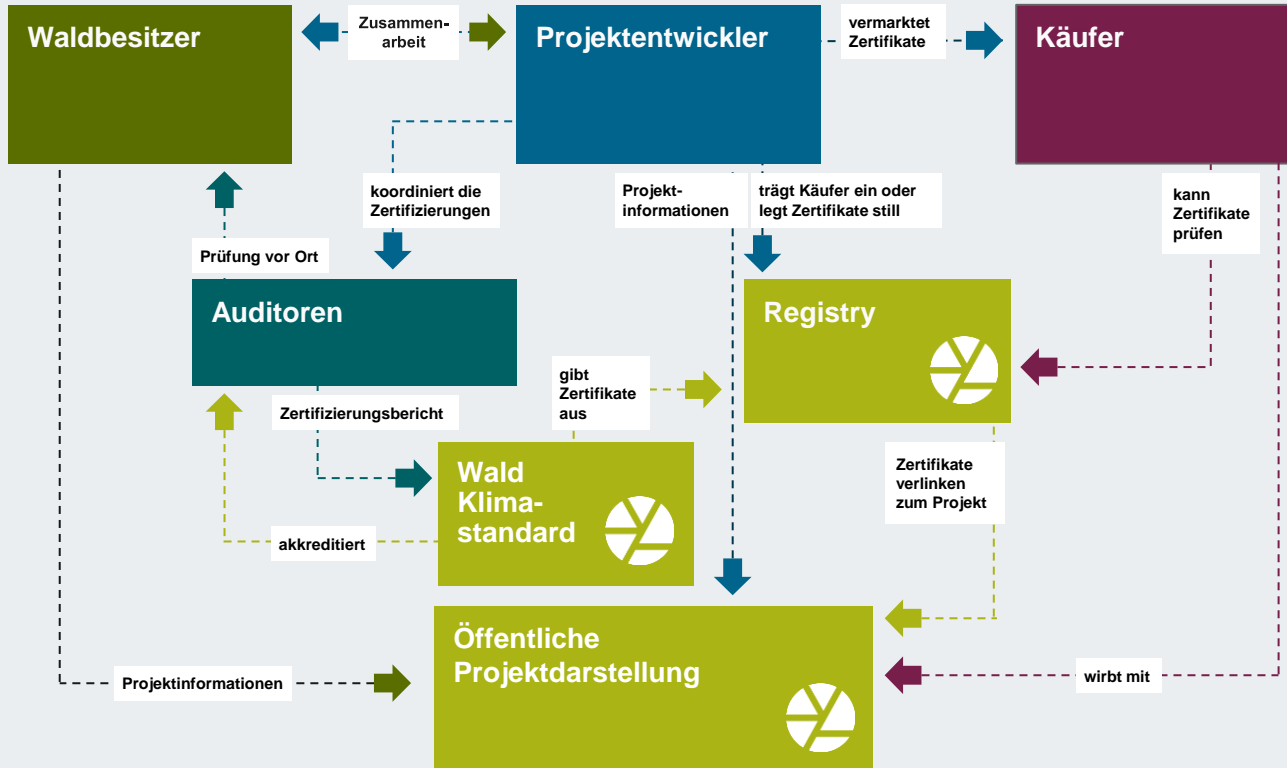 Waldbesitzer
Zusammen-
arbeit
Projektentwickler
vermarktet
Zertifikate
Käufer
koordiniert die
Zertifizierungen
Projekt-
informationen
trägt Käufer ein oder
legt Zertifikate still
kann
Zertifikate
prüfen
Prüfung vor Ort
Auditoren
Registry
gibt
Zertifikate
aus
Zertifizierungsbericht
Wald
Klima-
standard
Zertifikate
verlinken
zum Projekt
akkreditiert
Öffentliche
Projektdarstellung
Projektinformationen
wirbt mit